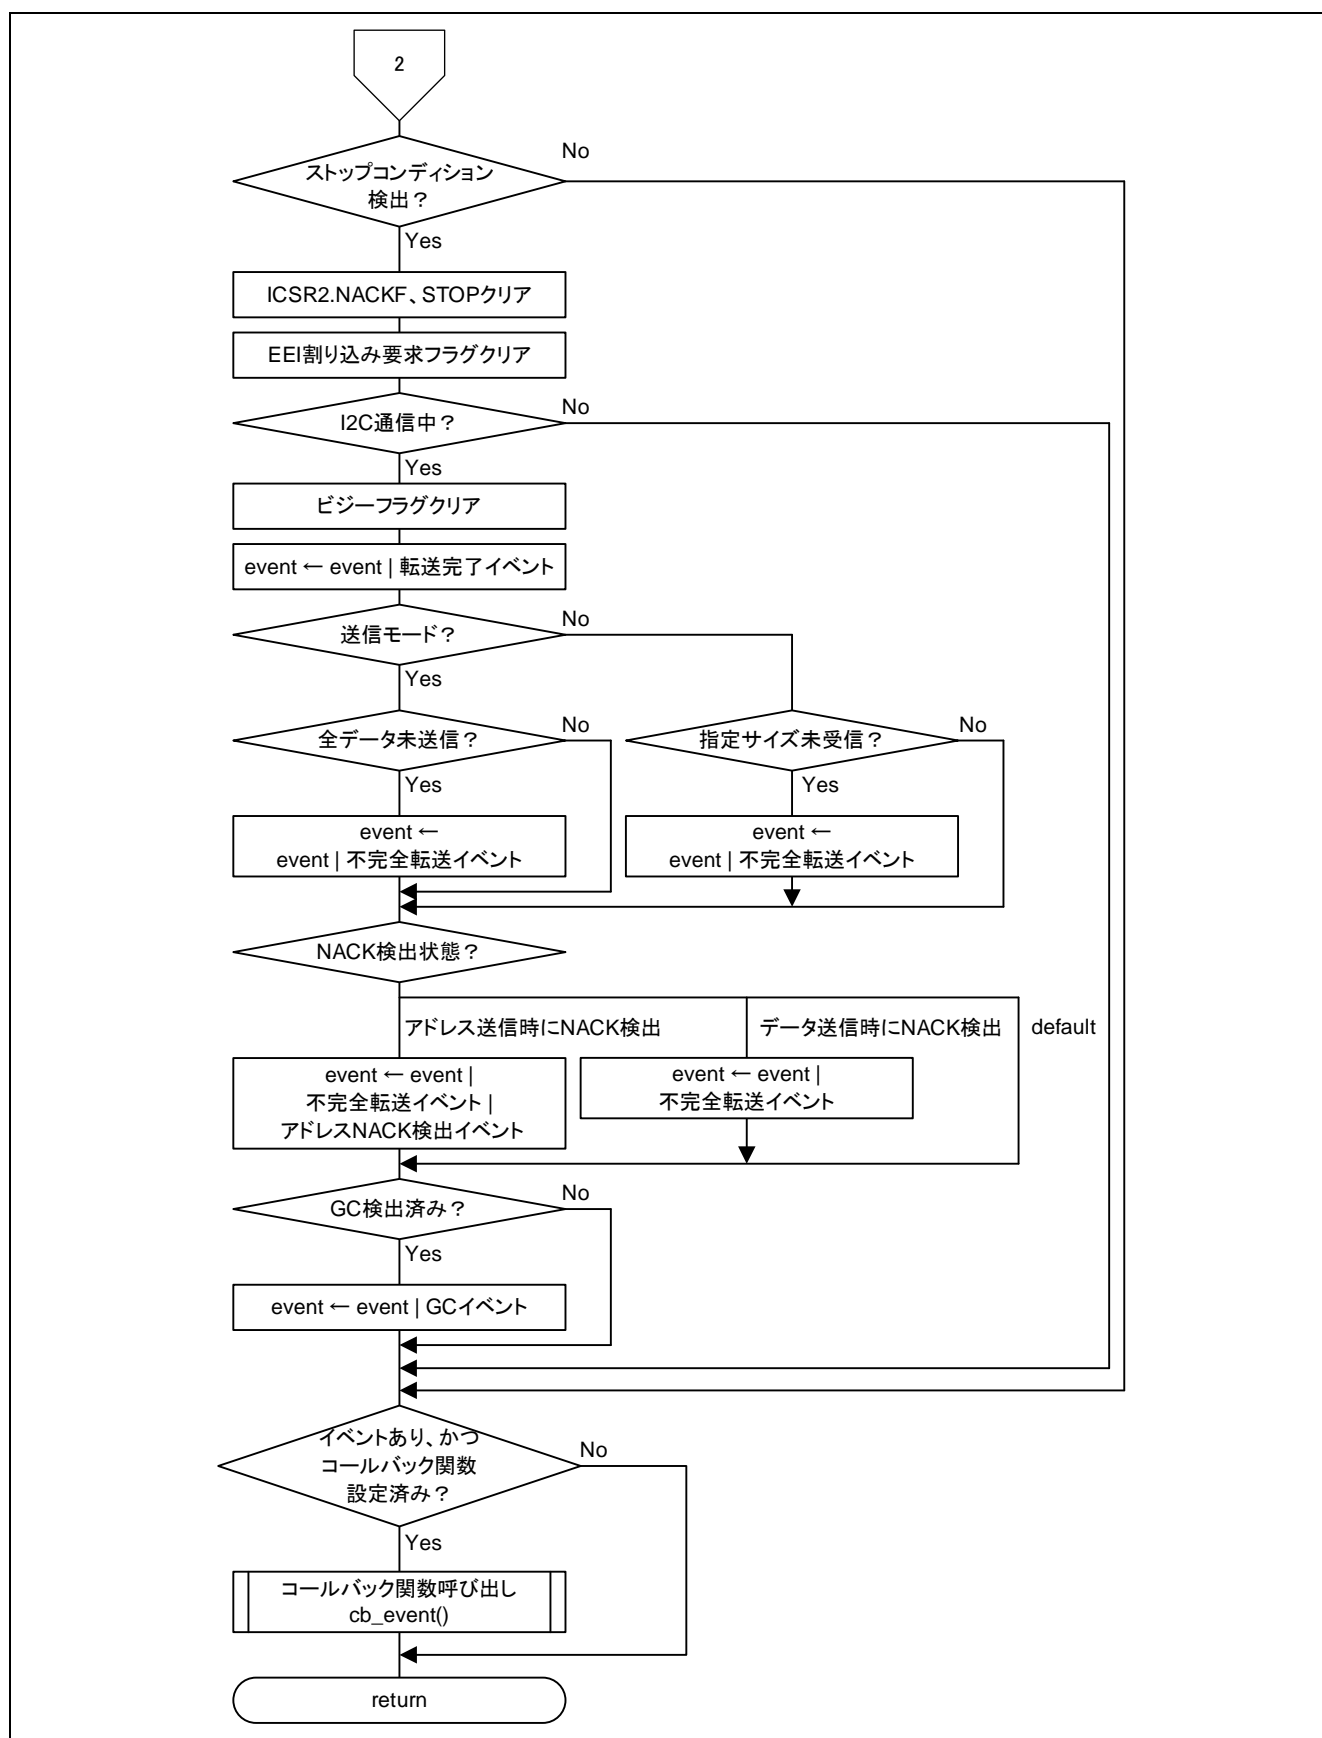 2
No
ストップコンディション
検出？
Yes
ICSR2.NACKF、STOPクリア
EEI割り込み要求フラグクリア
No
I2C通信中？
Yes
ビジーフラグクリア
event ← event | 転送完了イベント
No
送信モード？
Yes
No
全データ未送信？
Yes
No
指定サイズ未受信？
Yes
event ←
event | 不完全転送イベント
event ←
event | 不完全転送イベント
NACK検出状態？
アドレス送信時にNACK検出
データ送信時にNACK検出
default
event ← event |
不完全転送イベント |
アドレスNACK検出イベント
event ← event |
不完全転送イベント
No
GC検出済み？
Yes
event ← event | GCイベント
イベントあり、かつ
コールバック関数
設定済み？
No
Yes
コールバック関数呼び出し
cb_event()
return